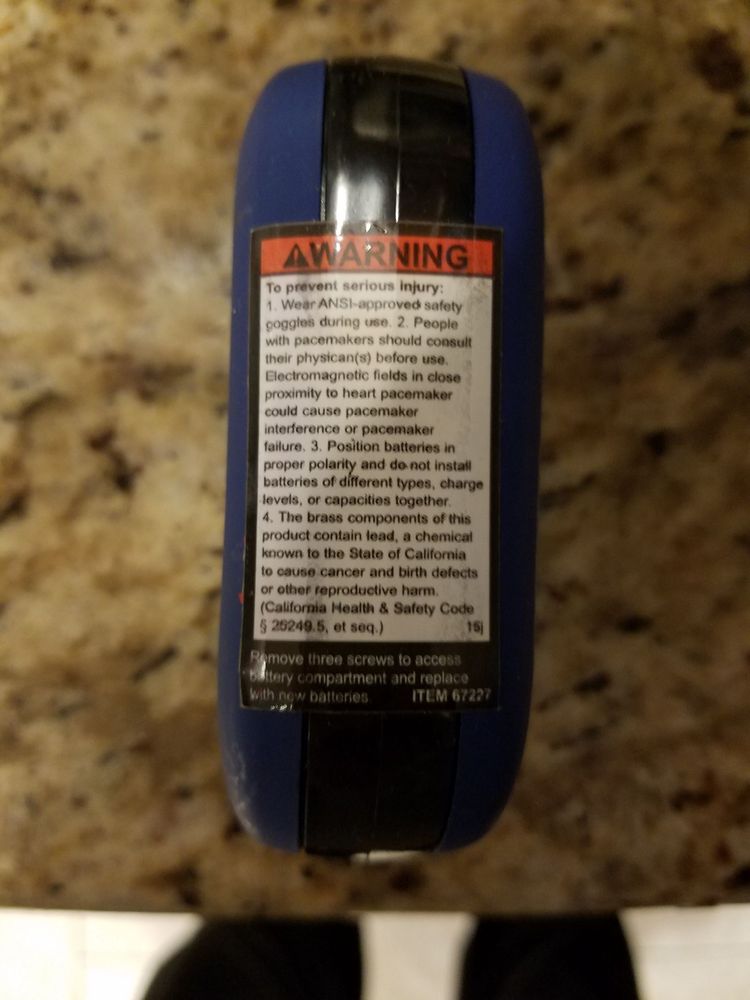 WARNING
To prevent serious injury:
1. Wear ANSI-approved safety
goggles during use. 2. People
with pacemakers should consult
their physican(s) before use.
Electromagnetic fields in close
proximity to heart pacemaker
could cause pacemaker
interference or pacemaker
failure. 3. Position batteries in
proper polarity and do not install
batteries of different types, charge
levels, or capacities together.
4. The brass components of this
product contain lead, a chemical
known to the State of California
to cause cancer and birth defects
or other reproductive harm.
(California Health & Safety Code
§ 25249.5, et seq.) 15j
Remove three screws to access
battery compartment and replace
with new batteries. ITEM 67227